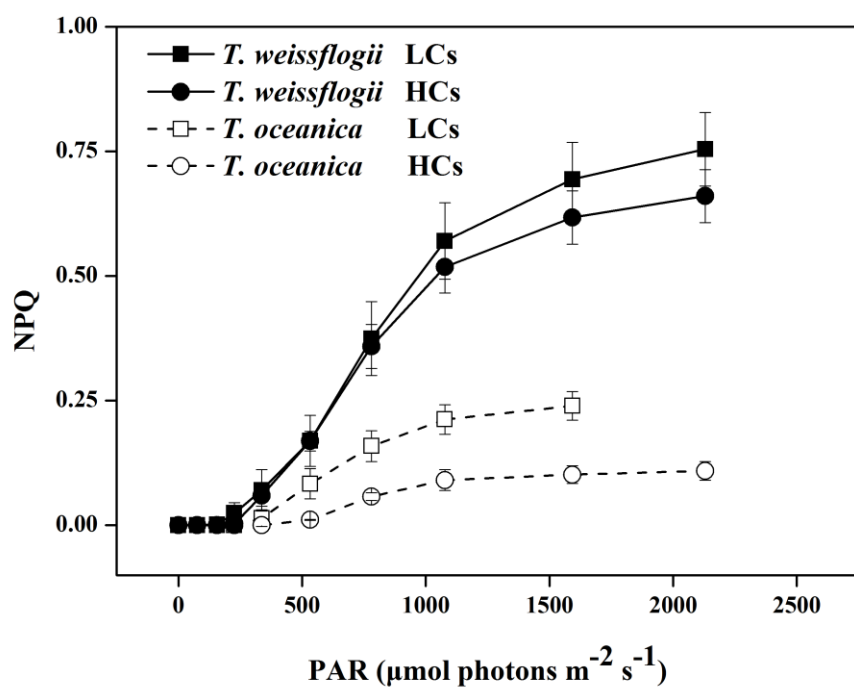 1.00
T. weissflogii LCs
T. weissflogii HCs
T. oceanica LCs
T. oceanica HCs
0.75
0.50
0.25
0.00
NPQ
0 500 1000 1500 2000 2500
PAR (μmol photons m⁻² s⁻¹)